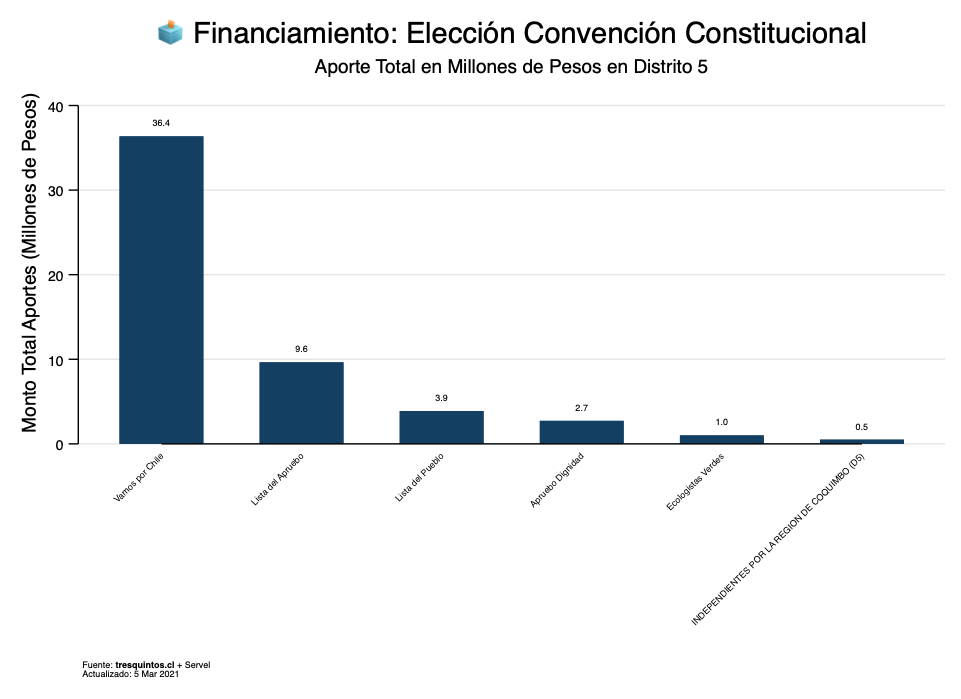 Financiamiento: Elección Convención Constitucional
Aporte Total en Millones de Pesos en Distrito 5
Monto Total Aportes (Millones de Pesos)
40
30
20
10
0
36.4
9.6
3.9
2.7
1.0
0.5
Vamos por Chile
Lista del Apruebo
Lista del Pueblo
Apruebo Dignidad
Ecologistas Verdes
INDEPENDIENTES POR LA REGION DE COQUIMBO (D5)
Fuente: tresquintos.cl + Servel
Actualizado: 5 Mar 2021